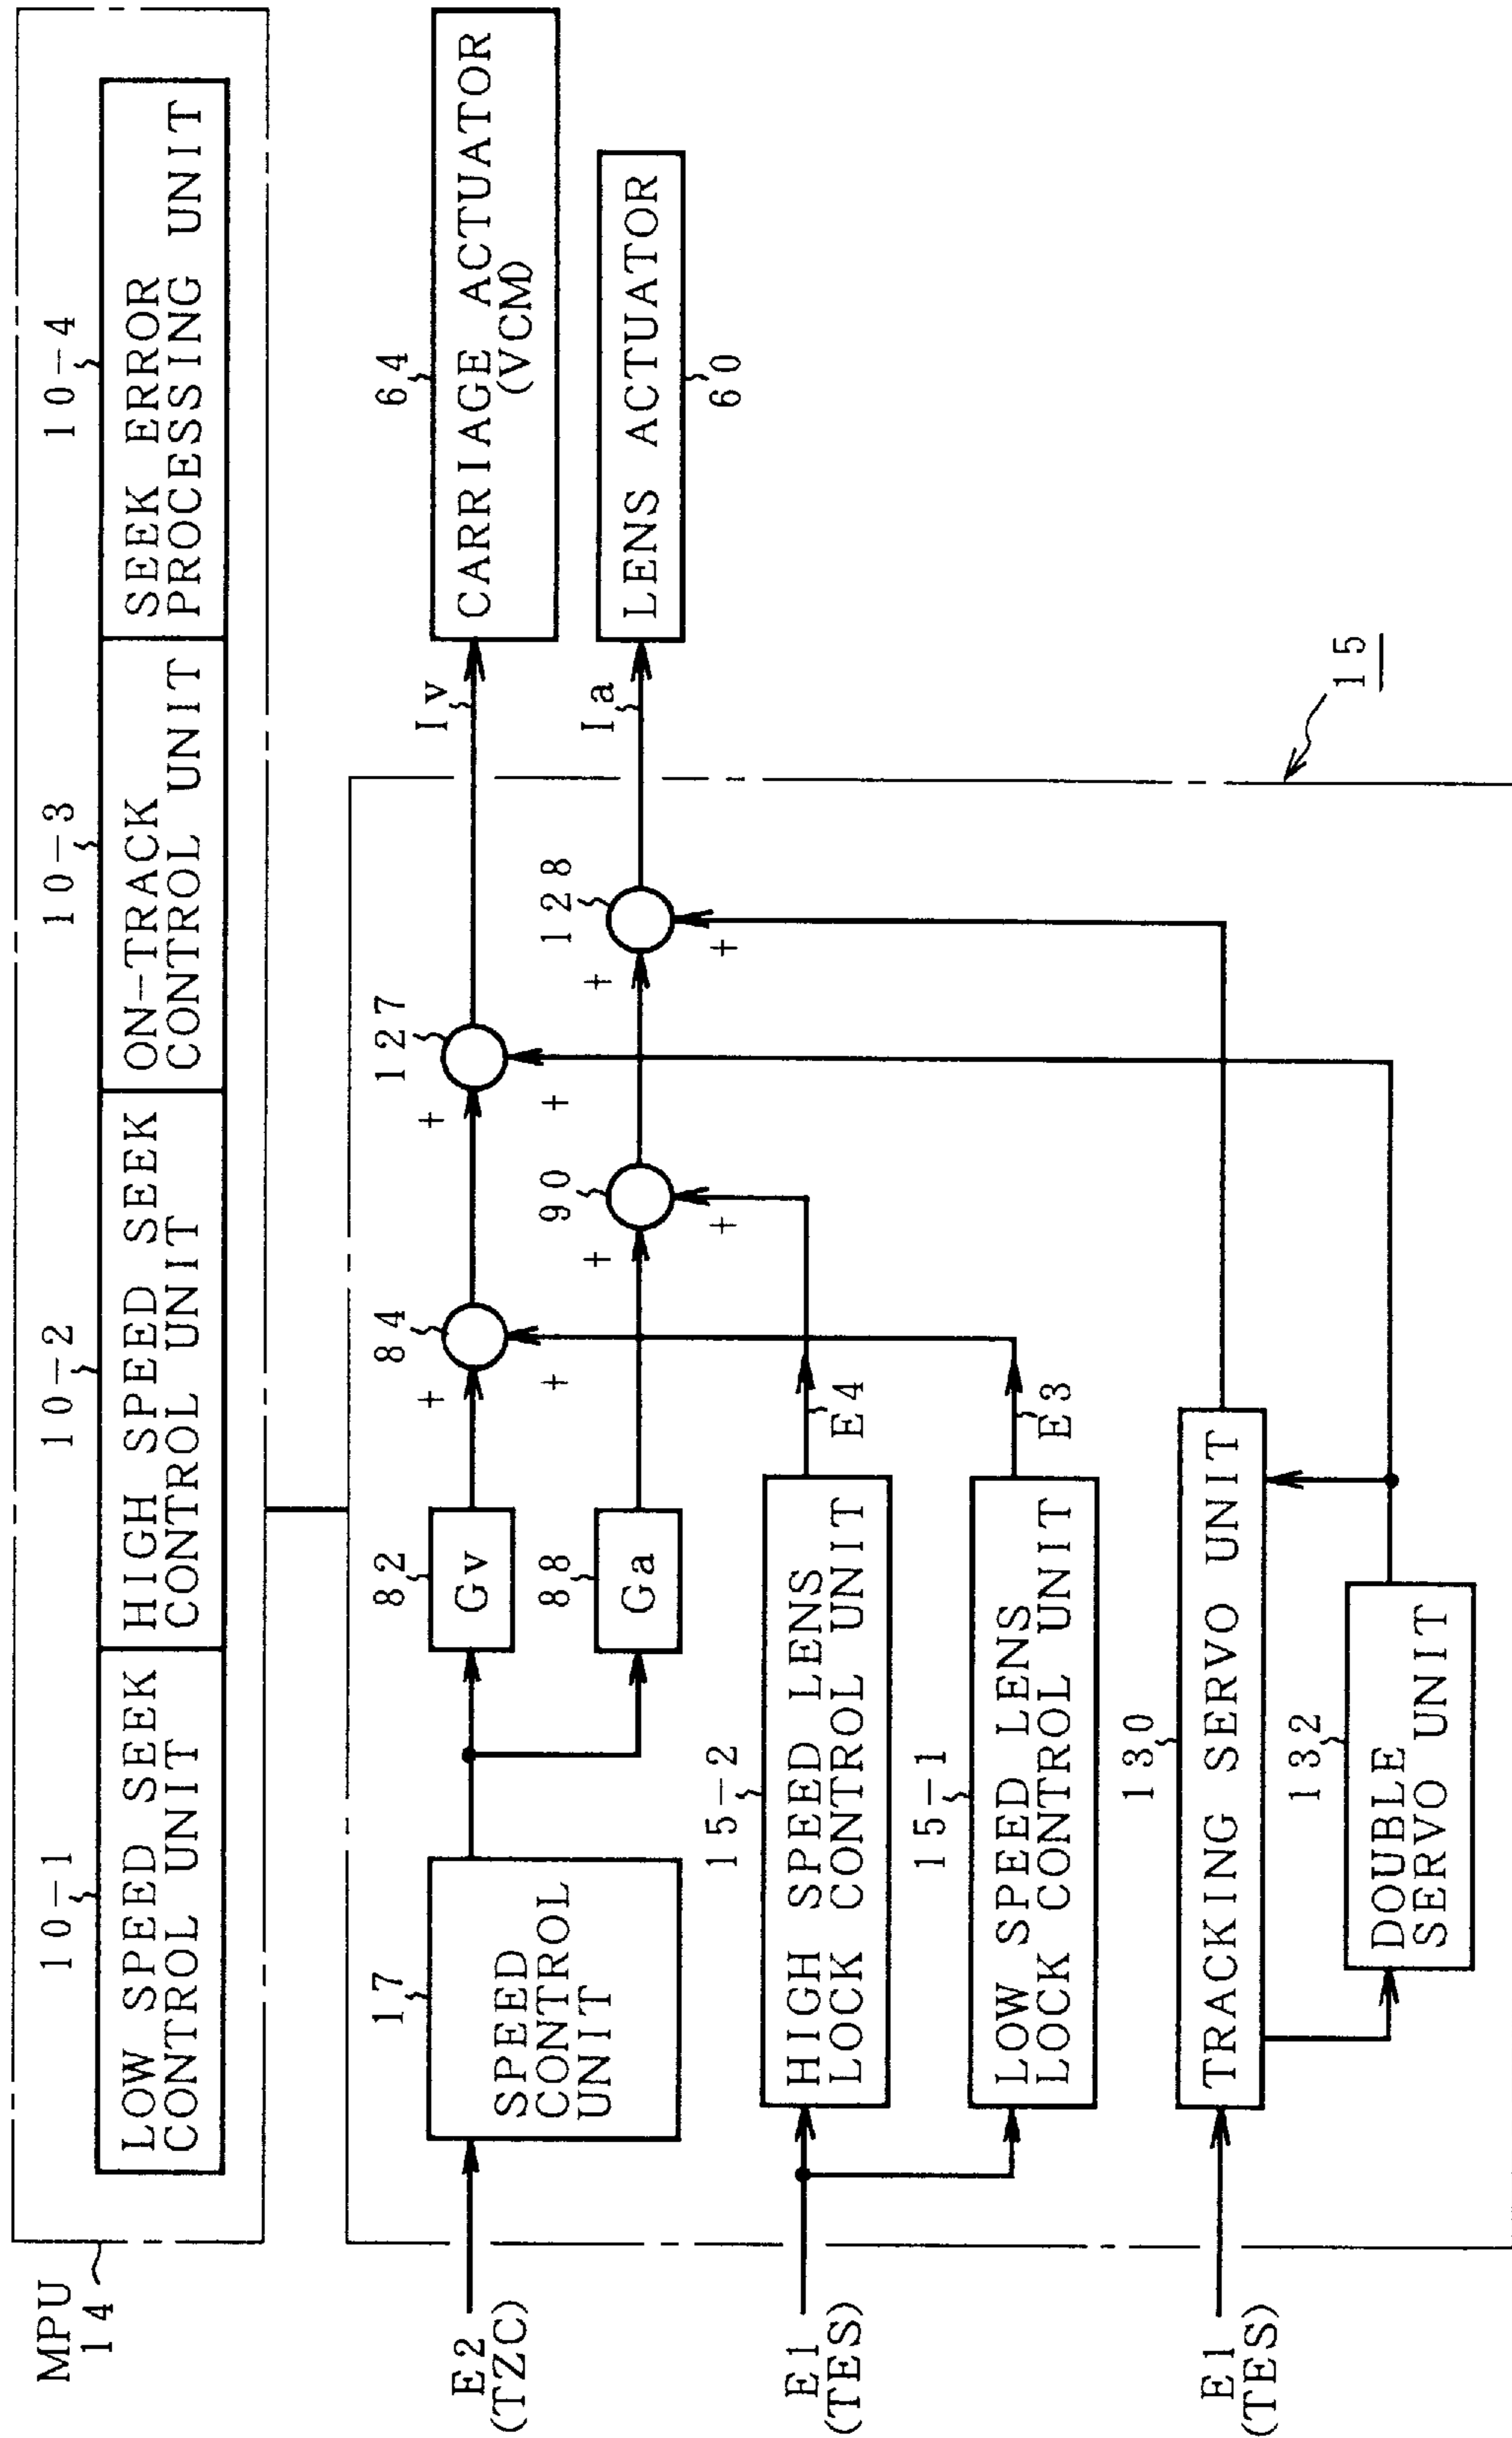 MPU
14
10-1
LOW SPEED SEEK
CONTROL UNIT
10-2
HIGH SPEED SEEK
CONTROL UNIT
10-3
ON-TRACK
CONTROL UNIT
10-4
SEEK ERROR
PROCESSING UNIT
E2
(TZC)
17
SPEED
CONTROL
UNIT
82
Gv
88
Ga
+
84
+
+
127
+
Iv
64
CARRIAGE ACTUATOR
(VCM)
+
90
+
+
128
+
Ia
LENS ACTUATOR
60
E1
(TES)
15-2
HIGH SPEED LENS
LOCK CONTROL UNIT
E4
15-1
LOW SPEED LENS
LOCK CONTROL UNIT
E3
E1
(TES)
130
TRACKING SERVO UNIT
132
DOUBLE
SERVO UNIT
15